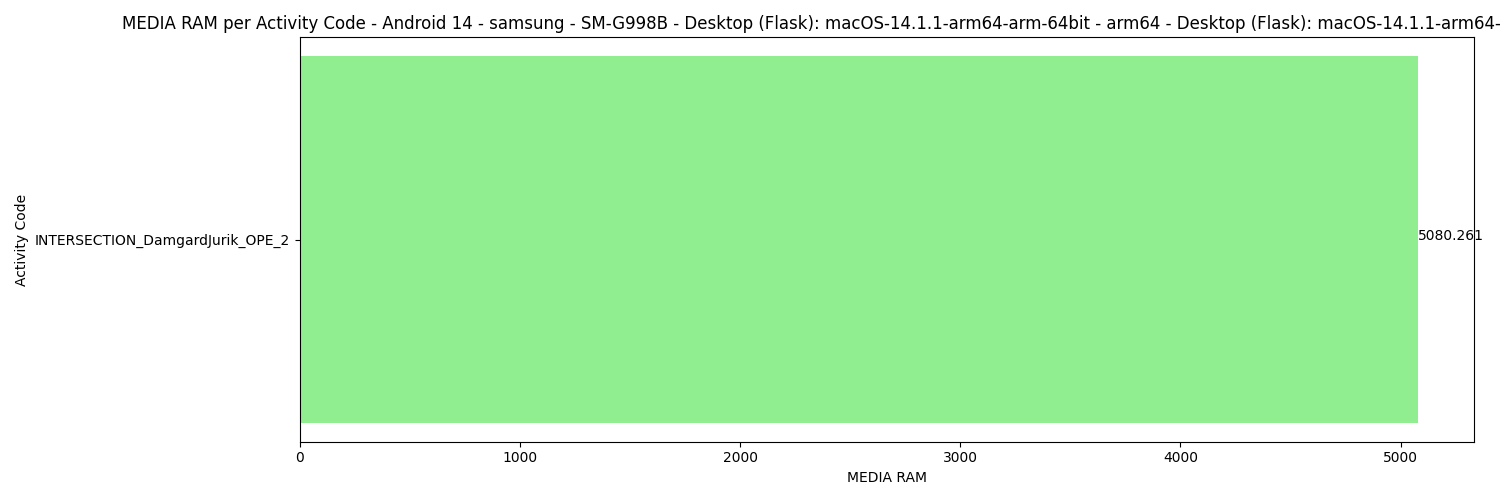 MEDIA RAM per Activity Code - Android 14 - samsung - SM-G998B - Desktop (Flask): macOS-14.1.1-arm64-arm-64bit - arm64 - Desktop (Flask): macOS-14.1.1-arm64-
Activity Code
INTERSECTION_DamgardJurik_OPE_2
5080.261
0 1000 2000 3000 4000 5000
MEDIA RAM